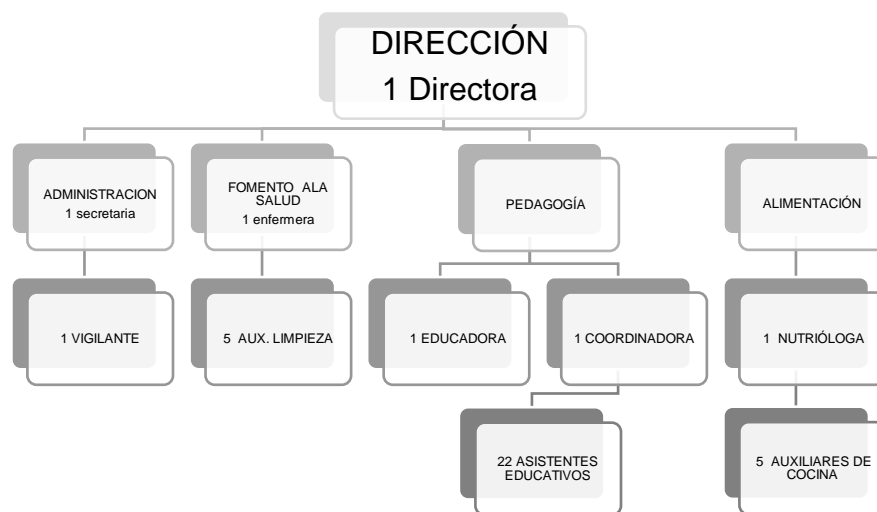 DIRECCIÓN
1 Directora
ADMINISTRACION
1 secretaria
FOMENTO ALA
SALUD
1 enfermera
PEDAGOGÍA
ALIMENTACIÓN
1 VIGILANTE
5 AUX. LIMPIEZA
1 EDUCADORA
1 COORDINADORA
1 NUTRIÓLOGA
22 ASISTENTES
EDUCATIVOS
5 AUXILIARES DE
COCINA